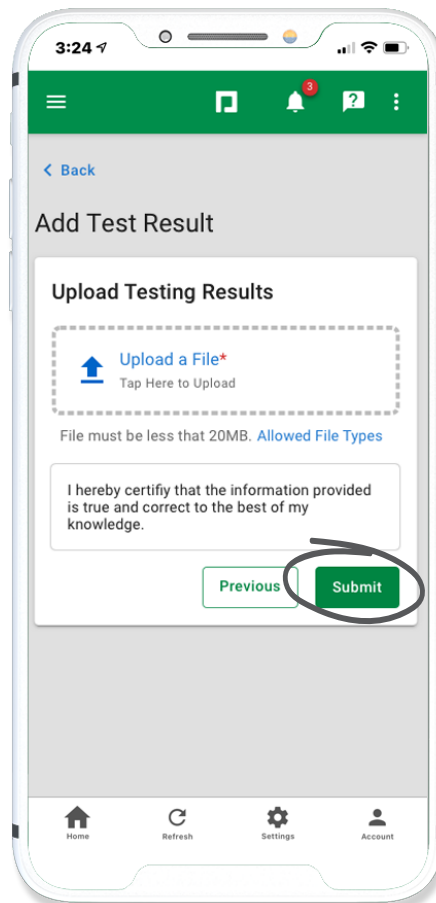 3:24
3
?
Back
Add Test Result
Upload Testing Results
Upload a File*
Tap Here to Upload
File must be less that 20MB. Allowed File Types
I hereby certifiy that the information provided
is true and correct to the best of my
knowledge.
Previous Submit
Home Refresh Settings Account